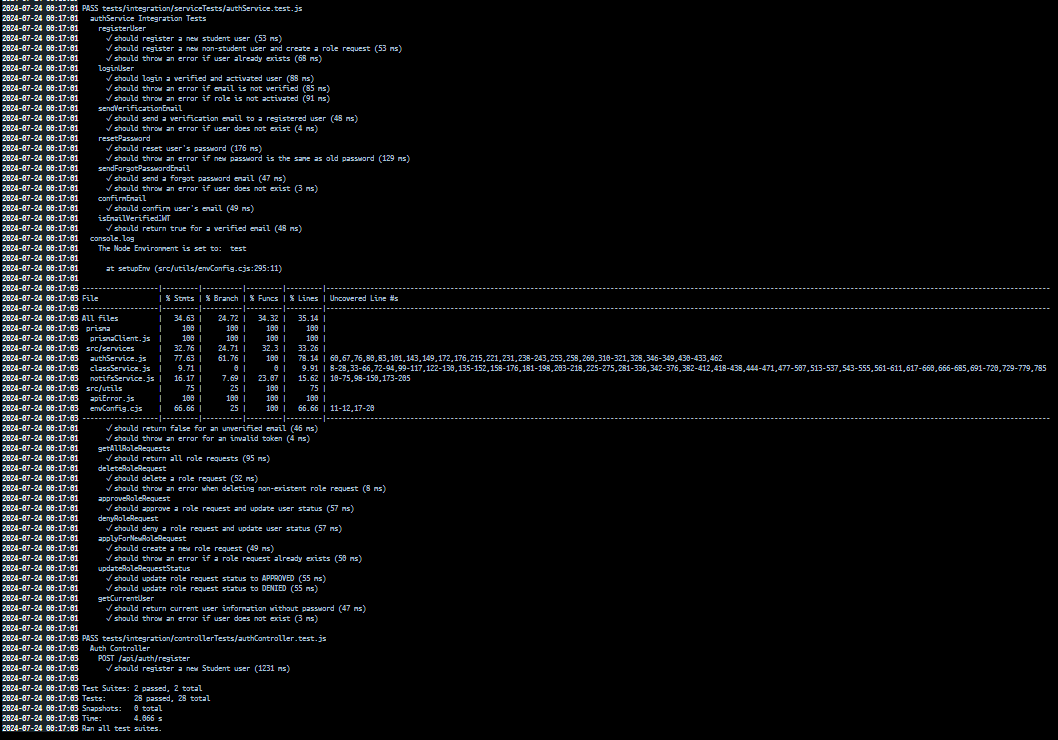 2024-07-24 00:17:01 PASS tests/integration/serviceTests/authService.test.js
2024-07-24 00:17:01   authService Integration Tests
2024-07-24 00:17:01     registerUser
2024-07-24 00:17:01       √ should register a new student user (53 ms)
2024-07-24 00:17:01       √ should register a new non-student user and create a role request (53 ms)
2024-07-24 00:17:01       √ should throw an error if user already exists (68 ms)
2024-07-24 00:17:01     loginUser
2024-07-24 00:17:01       √ should login a verified and activated user (88 ms)
2024-07-24 00:17:01       √ should throw an error if email is not verified (85 ms)
2024-07-24 00:17:01       √ should throw an error if role is not activated (91 ms)
2024-07-24 00:17:01     sendVerificationEmail
2024-07-24 00:17:01       √ should send a verification email to a registered user (48 ms)
2024-07-24 00:17:01       √ should throw an error if user does not exist (4 ms)
2024-07-24 00:17:01     resetPassword
2024-07-24 00:17:01       √ should reset user's password (176 ms)
2024-07-24 00:17:01       √ should throw an error if new password is the same as old password (129 ms)
2024-07-24 00:17:01     sendForgotPasswordEmail
2024-07-24 00:17:01       √ should send a forgot password email (47 ms)
2024-07-24 00:17:01       √ should throw an error if user does not exist (3 ms)
2024-07-24 00:17:01     confirmEmail
2024-07-24 00:17:01       √ should confirm user's email (49 ms)
2024-07-24 00:17:01     isEmailVerifiedJWT
2024-07-24 00:17:01       √ should return true for a verified email (48 ms)
2024-07-24 00:17:01   console.log
2024-07-24 00:17:01     The Node Environment is set to:  test
2024-07-24 00:17:01
2024-07-24 00:17:01       at setupEnv (src/utils/envConfig.cjs:295:11)
2024-07-24 00:17:01
2024-07-24 00:17:03 -------------------|---------|----------|---------|---------|-------------------
2024-07-24 00:17:03 File               | % Stmts | % Branch | % Funcs | % Lines | Uncovered Line #s
2024-07-24 00:17:03 -------------------|---------|----------|---------|---------|-------------------
2024-07-24 00:17:03 All files          |   34.63 |    24.72 |   34.32 |   35.14 |
2024-07-24 00:17:03  prisma            |     100 |      100 |     100 |     100 |
2024-07-24 00:17:03   prismaClient.js  |     100 |      100 |     100 |     100 |
2024-07-24 00:17:03  src/services      |   32.76 |    24.71 |    32.3 |   33.26 |
2024-07-24 00:17:03   authService.js   |   77.63 |    61.76 |     100 |   78.14 | 60,67,76,80,83,101,143,149,172,176,215,221,231,238-243,253,258,260,310-321,328,346-349,430-433,462
2024-07-24 00:17:03   classService.js  |    9.71 |        0 |       0 |    9.91 | 8-28,33-66,72-94,99-117,122-130,135-152,158-176,181-198,203-218,225-275,281-336,342-376,382-412,418-438,444-471,477-507,513-537,543-555,561-611,617-660,666-685,691-720,729-779,785
2024-07-24 00:17:03   notifsService.js |   16.17 |     7.69 |   23.07 |   15.62 | 10-75,98-150,173-205
2024-07-24 00:17:03  src/utils         |      75 |       25 |     100 |      75 |
2024-07-24 00:17:03   apiError.js      |     100 |      100 |     100 |     100 |
2024-07-24 00:17:03   envConfig.cjs    |   66.66 |       25 |     100 |   66.66 | 11-12,17-20
2024-07-24 00:17:03 -------------------|---------|----------|---------|---------|-------------------
2024-07-24 00:17:01       √ should return false for an unverified email (46 ms)
2024-07-24 00:17:01       √ should throw an error for an invalid token (4 ms)
2024-07-24 00:17:01     getAllRoleRequests
2024-07-24 00:17:01       √ should return all role requests (95 ms)
2024-07-24 00:17:01     deleteRoleRequest
2024-07-24 00:17:01       √ should delete a role request (52 ms)
2024-07-24 00:17:01       √ should throw an error when deleting non-existent role request (8 ms)
2024-07-24 00:17:01     approveRoleRequest
2024-07-24 00:17:01       √ should approve a role request and update user status (57 ms)
2024-07-24 00:17:01     denyRoleRequest
2024-07-24 00:17:01       √ should deny a role request and update user status (57 ms)
2024-07-24 00:17:01     applyForNewRoleRequest
2024-07-24 00:17:01       √ should create a new role request (49 ms)
2024-07-24 00:17:01       √ should throw an error if a role request already exists (50 ms)
2024-07-24 00:17:01     updateRoleRequestStatus
2024-07-24 00:17:01       √ should update role request status to APPROVED (55 ms)
2024-07-24 00:17:01       √ should update role request status to DENIED (55 ms)
2024-07-24 00:17:01     getCurrentUser
2024-07-24 00:17:01       √ should return current user information without password (47 ms)
2024-07-24 00:17:01       √ should throw an error if user does not exist (3 ms)
2024-07-24 00:17:01
2024-07-24 00:17:03 PASS tests/integration/controllerTests/authController.test.js
2024-07-24 00:17:03   Auth Controller
2024-07-24 00:17:03     POST /api/auth/register
2024-07-24 00:17:03       √ should register a new Student user (1231 ms)
2024-07-24 00:17:03
2024-07-24 00:17:03 Test Suites: 2 passed, 2 total
2024-07-24 00:17:03 Tests:       28 passed, 28 total
2024-07-24 00:17:03 Snapshots:   0 total
2024-07-24 00:17:03 Time:        4.066 s
2024-07-24 00:17:03 Ran all test suites.